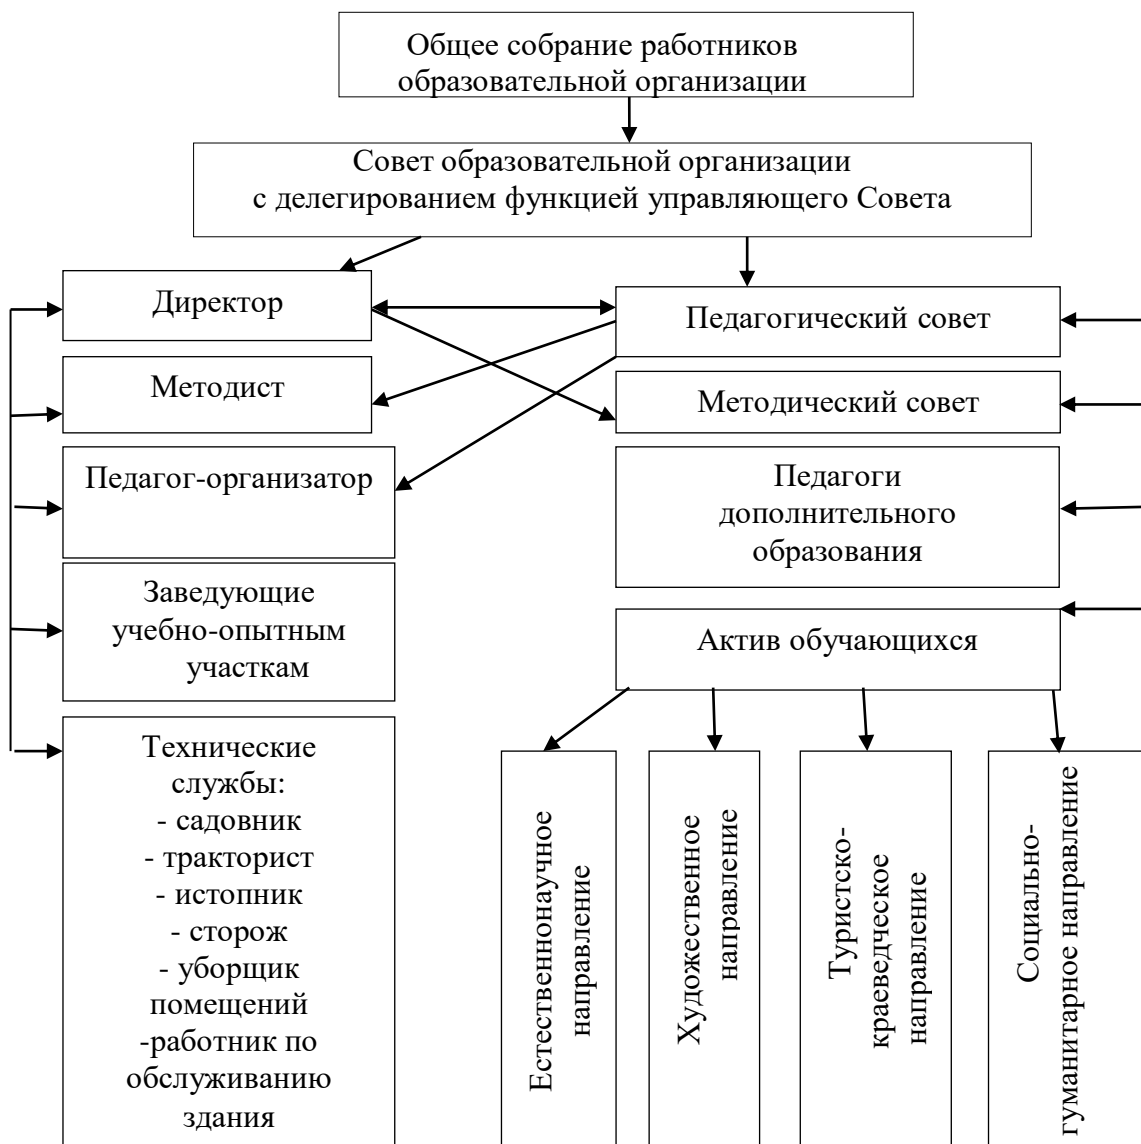 Общее собрание работников
образовательной организации
Совет образовательной организации
с делегированием функцией управляющего Совета
Директор
Педагогический совет
Методист
Методический совет
Педагог-организатор
Педагоги
дополнительного
образования
Заведующие
учебно-опытным
участкам
Актив обучающихся
Технические
службы:
- садовник
- тракторист
- истопник
- сторож
- уборщик
помещений
-работник по
обслуживанию
здания
Естественнонаучное
направление
Художественное
направление
Туристско-
краеведческое
направление
Социально-
гуманитарное направление